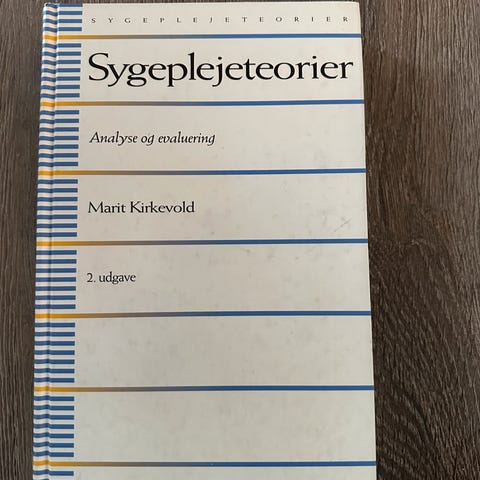 SYGEPLEJETEORIER
Sygeplejeteorier
Analyse og evaluering
Marit Kirkevold
2. udgave